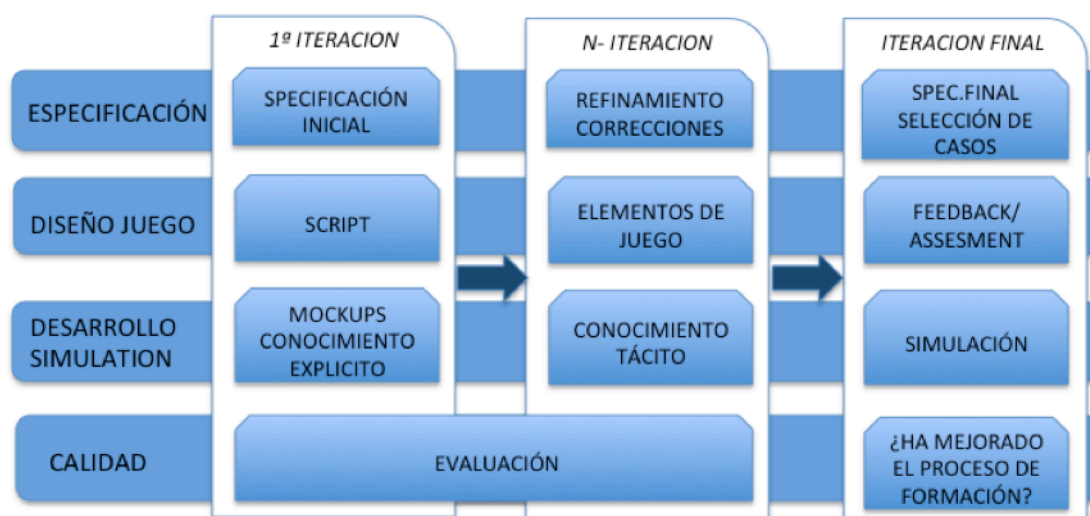 1ª ITERACION
N- ITERACION
ITERACION FINAL
ESPECIFICACIÓN
SPECIFICACIÓN
INICIAL
REFINAMIENTO
CORRECCIONES
SPEC.FINAL
SELECCIÓN DE
CASOS
DISEÑO JUEGO
SCRIPT
ELEMENTOS DE
JUEGO
FEEDBACK/
ASSESMENT
DESARROLLO
SIMULATION
MOCKUPS
CONOCIMIENTO
EXPLICITO
CONOCIMIENTO
TÁCITO
SIMULACIÓN
CALIDAD
EVALUACIÓN
¿HA MEJORADO
EL PROCESO DE
FORMACIÓN?